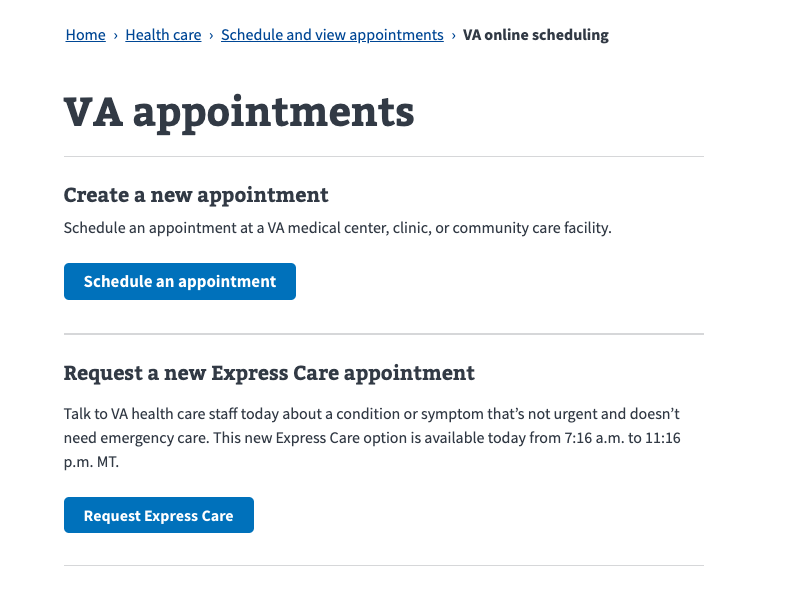 Home › Health care › Schedule and view appointments › VA online scheduling
VA appointments
Create a new appointment
Schedule an appointment at a VA medical center, clinic, or community care facility.
Schedule an appointment
Request a new Express Care appointment
Talk to VA health care staff today about a condition or symptom that’s not urgent and doesn’t
need emergency care. This new Express Care option is available today from 7:16 a.m. to 11:16
p.m. MT.
Request Express Care